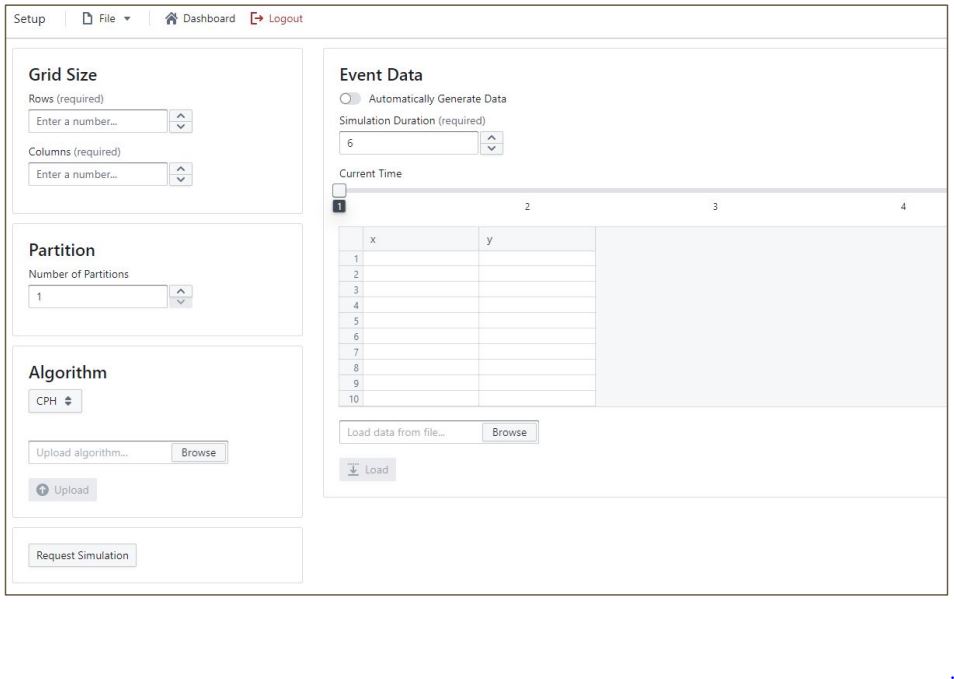 Setup File Dashboard Logout
Grid Size
Rows (required)
Enter a number...
Columns (required)
Enter a number...
Partition
Number of Partitions
1
Algorithm
CPH
Upload algorithm... Browse
Upload
Request Simulation
Event Data
Automatically Generate Data
Simulation Duration (required)
6
Current Time
1 2 3 4
x y
1
2
3
4
5
6
7
8
9
10
Load data from file... Browse
Load
.